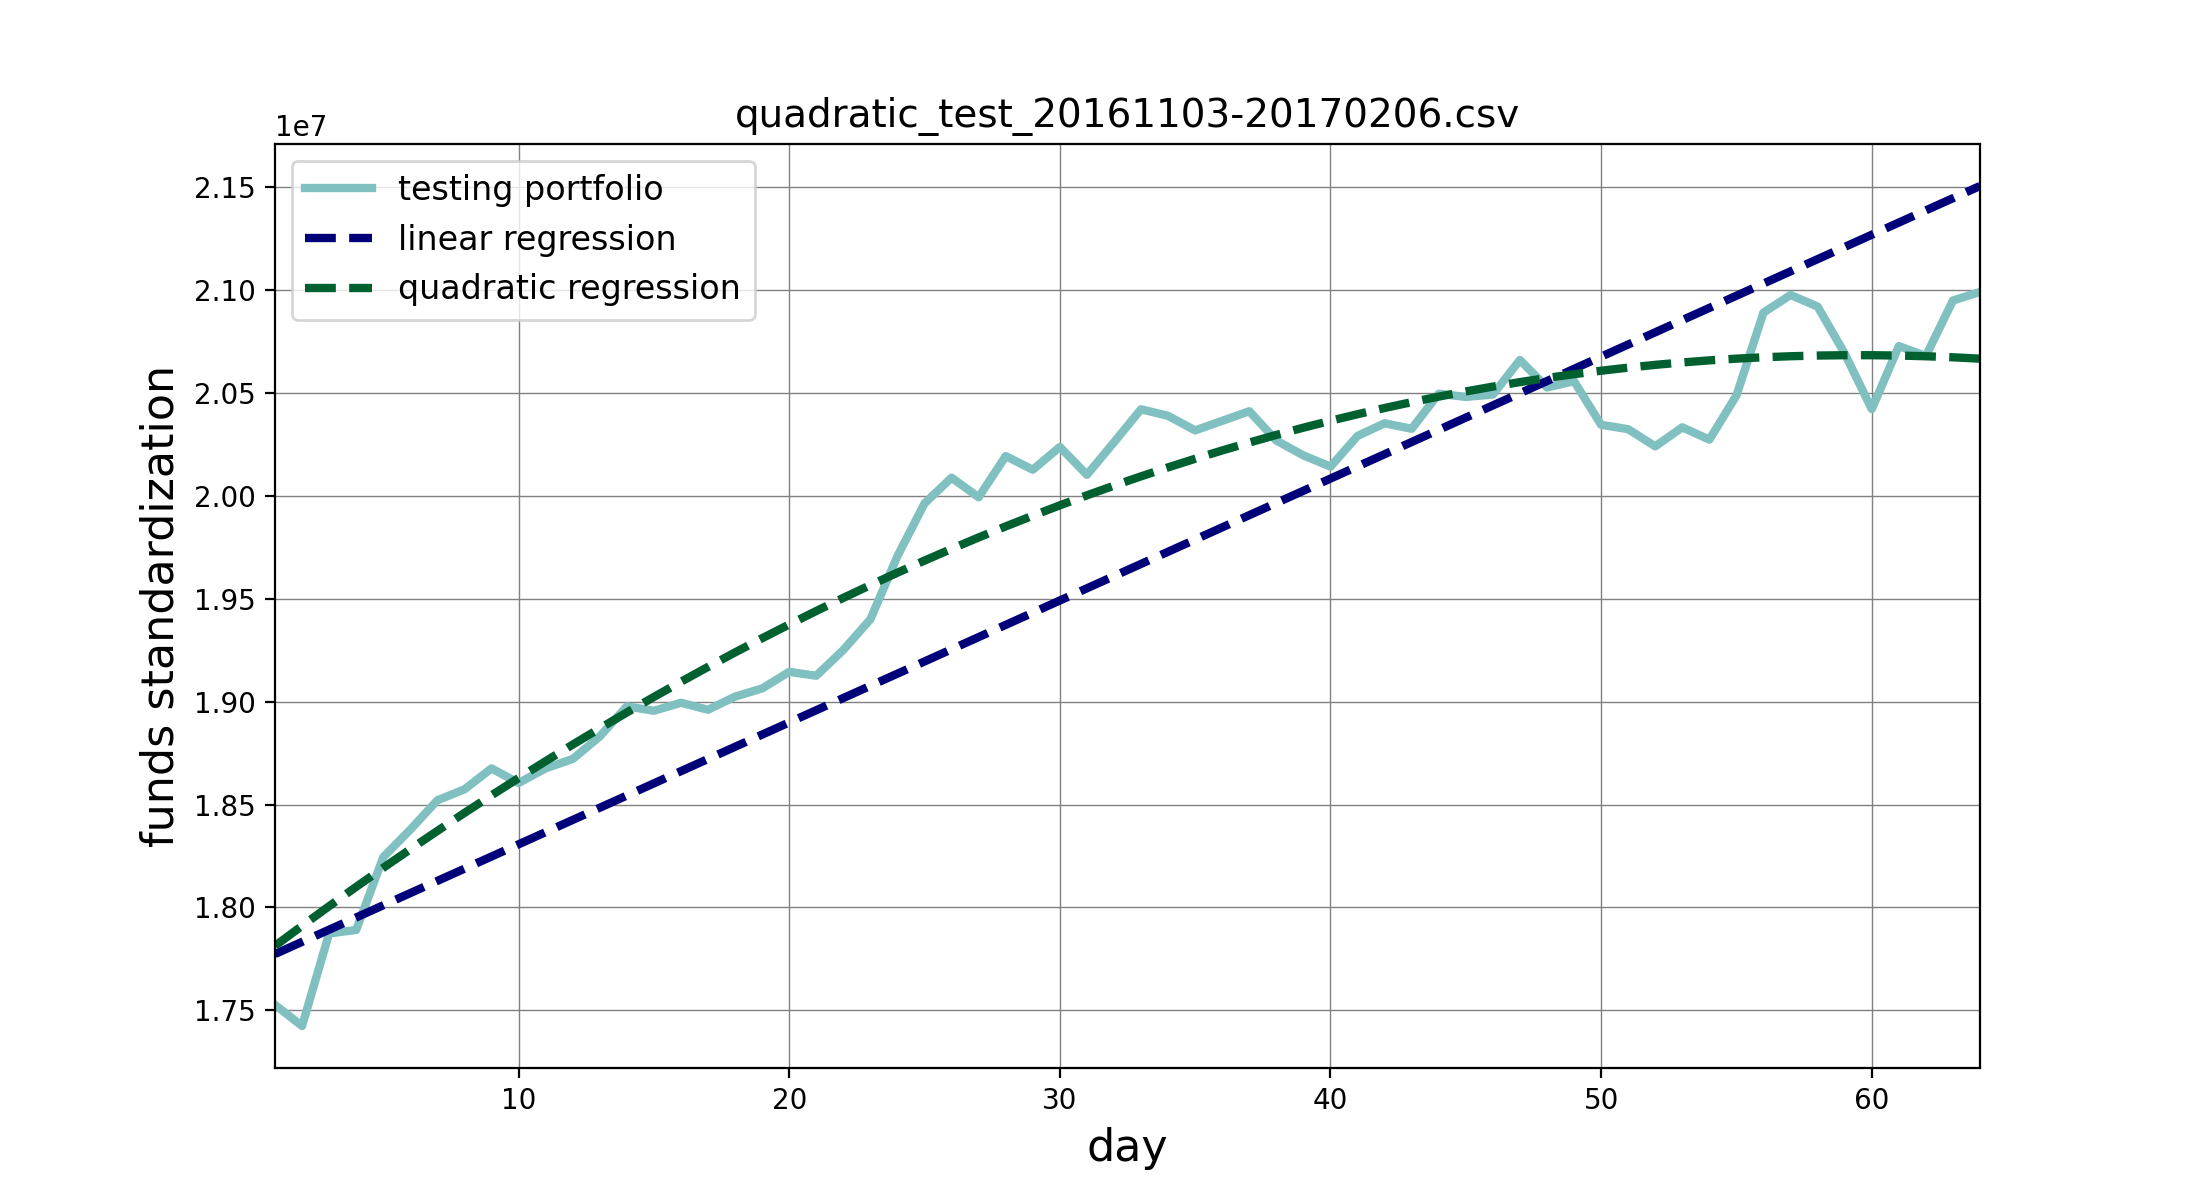 quadratic_test_20161103-20170206.csv
1e7
testing portfolio
linear regression
quadratic regression
2.15
2.10
2.05
2.00
1.95
1.90
1.85
1.80
1.75
funds standardization
10 20 30 40 50 60
day